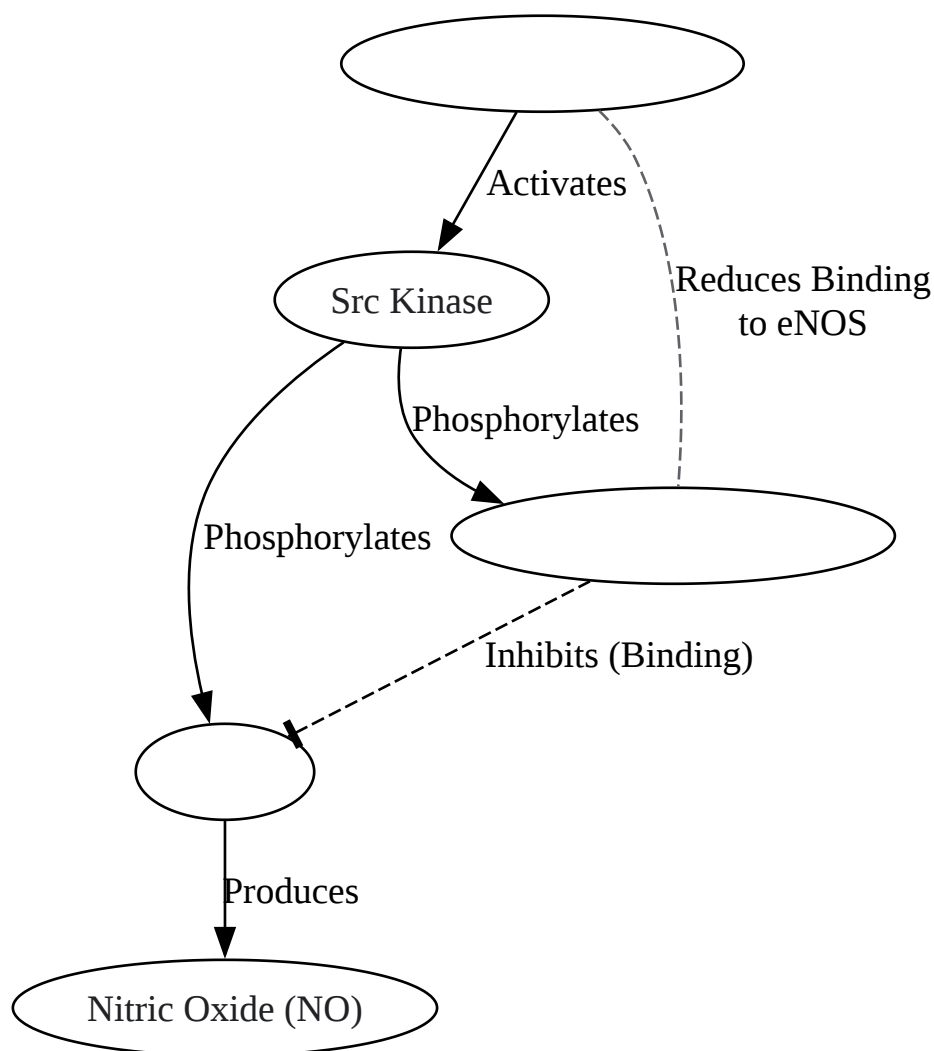 Activates
Reduces Binding
to eNOS
Src Kinase
Phosphorylates
Phosphorylates
Inhibits (Binding)
Produces
Nitric Oxide (NO)